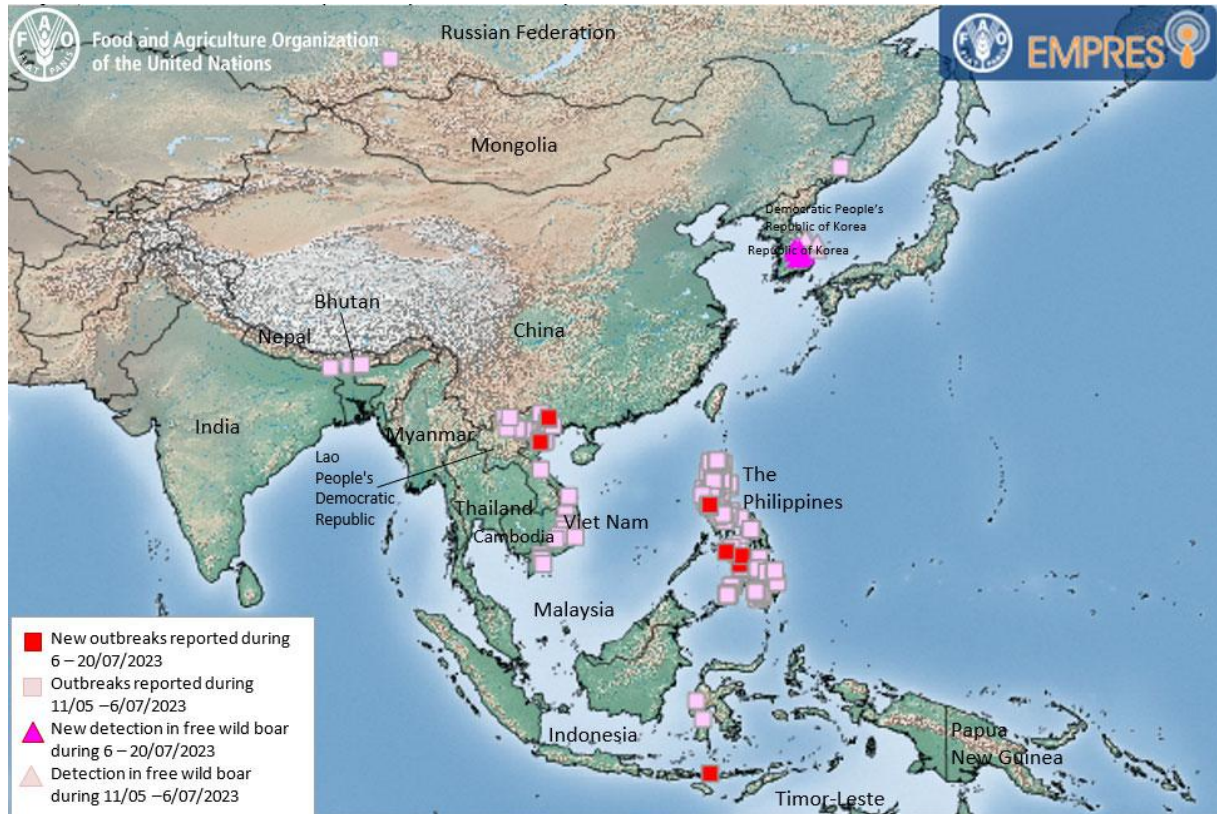 Food and Agriculture Organization
of the United Nations
FAO
FIAT PANIS
EMPRES
Russian Federation
Mongolia
Democratic People's
Republic of Korea
Republic of Korea
Bhutan
Nepal
China
India
Myanmar
Lao
People's
Democratic
Republic
Thailand
Cambodia
Viet Nam
The
Philippines
Malaysia
Indonesia
Papua
New Guinea
Timor-Leste
New outbreaks reported during
6 – 20/07/2023
Outbreaks reported during
11/05 –6/07/2023
New detection in free wild boar
during 6 – 20/07/2023
Detection in free wild boar
during 11/05 –6/07/2023